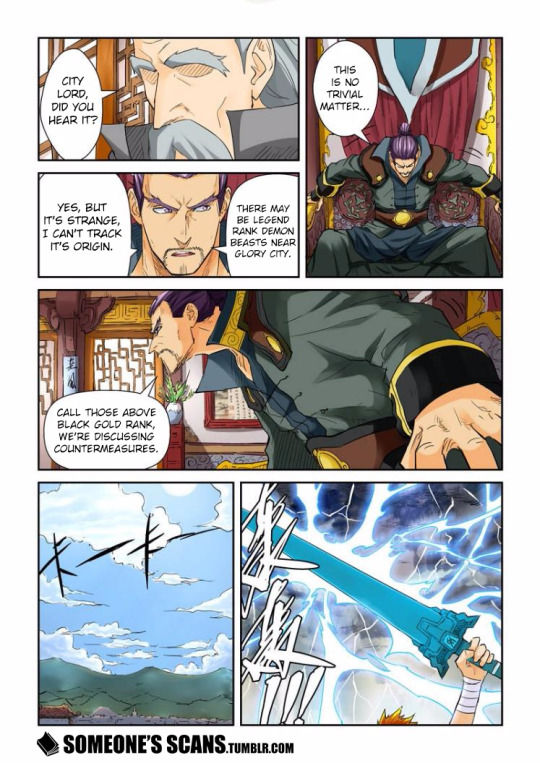 CITY
LORD,
DID YOU
HEAR IT?
THIS
IS NO
TRIVIAL
MATTER...
YES, BUT
IT'S STRANGE,
I CAN'T TRACK
IT'S ORIGIN.
THERE MAY
BE LEGEND
RANK DEMON
BEASTS NEAR
GLORY CITY.
CALL THOSE ABOVE
BLACK GOLD RANK,
WE'RE DISCUSSING
COUNTERMEASURES.
SOMEONE'S SCANS.TUMBLR.COM